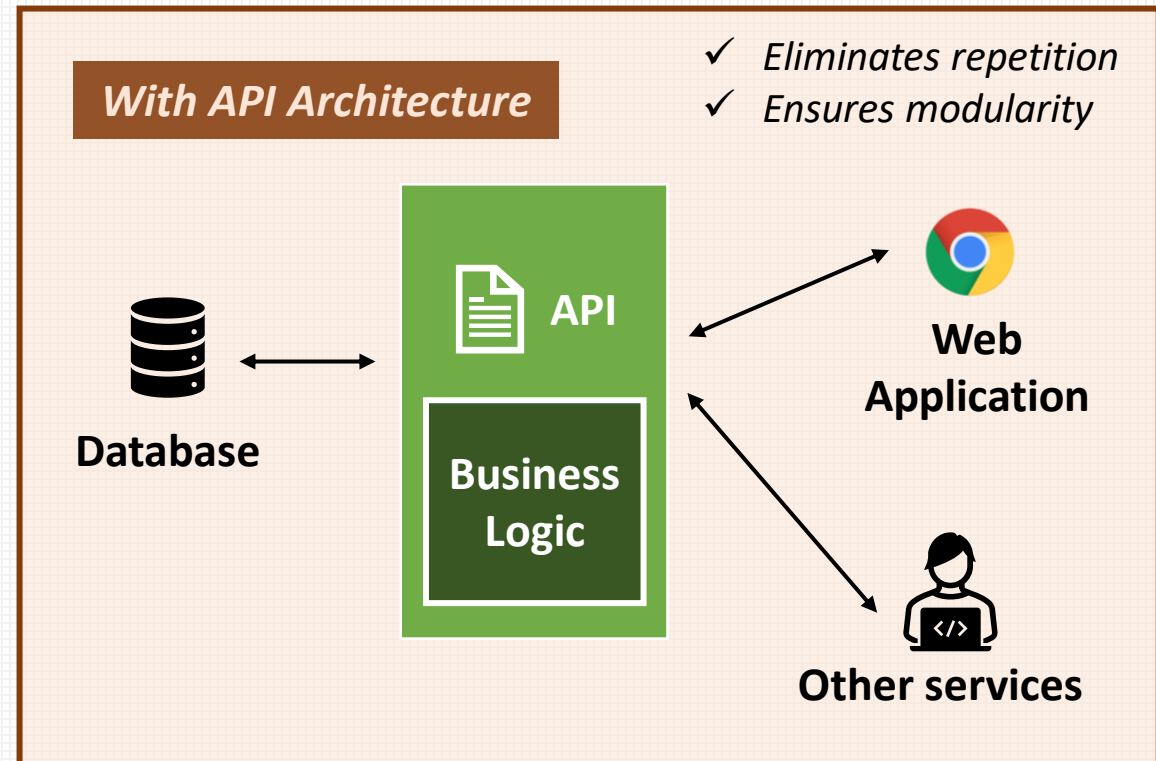 With API Architecture
✓ Eliminates repetition
✓ Ensures modularity
API
Business
Logic
Database
Web
Application
</>
Other services